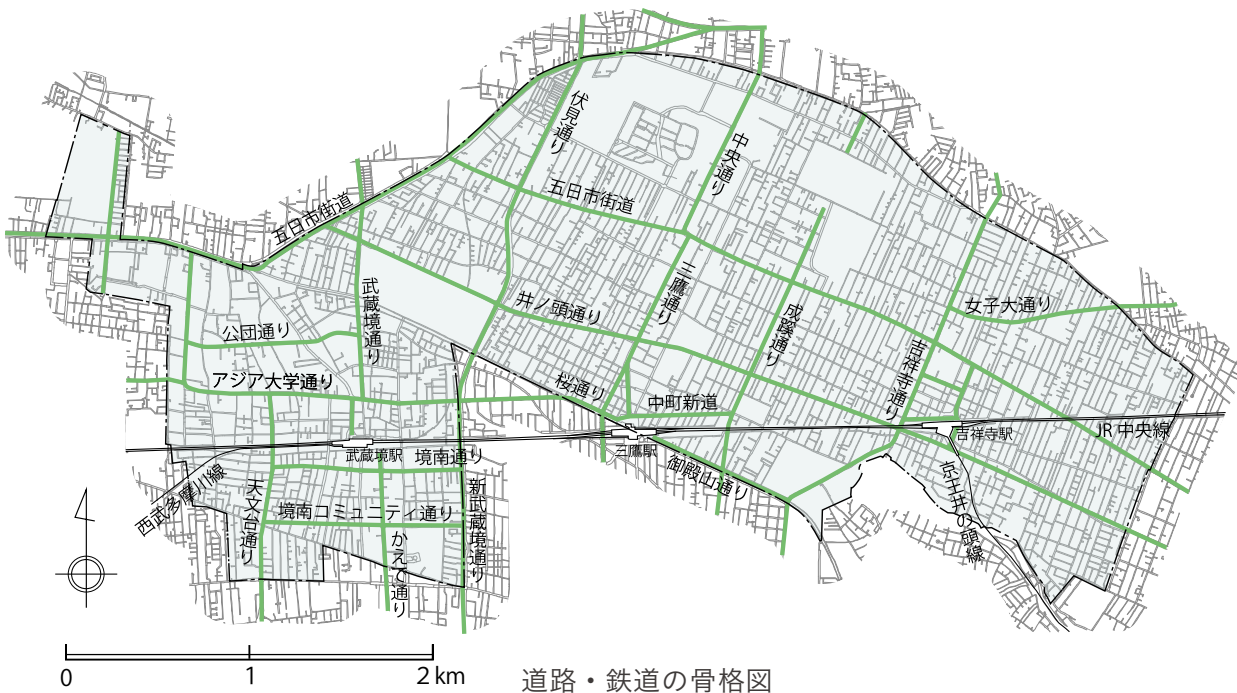 伏見通り
中央通り
五日市街道
五日市街道
三鷹通り
武蔵境通り
井ノ頭通り
成蹊通り
女子大通り
吉祥寺通り
公団通り
アジア大学通り
桜通り
中町新道
JR 中央線
吉祥寺駅
武蔵境駅
境南通り
三鷹駅
御殿山通り
京王井の頭線
西武多摩川線
天文台通り
境南コミュニティ通り
新武蔵境通り
かえで通り
0 1 2 km
道路・鉄道の骨格図